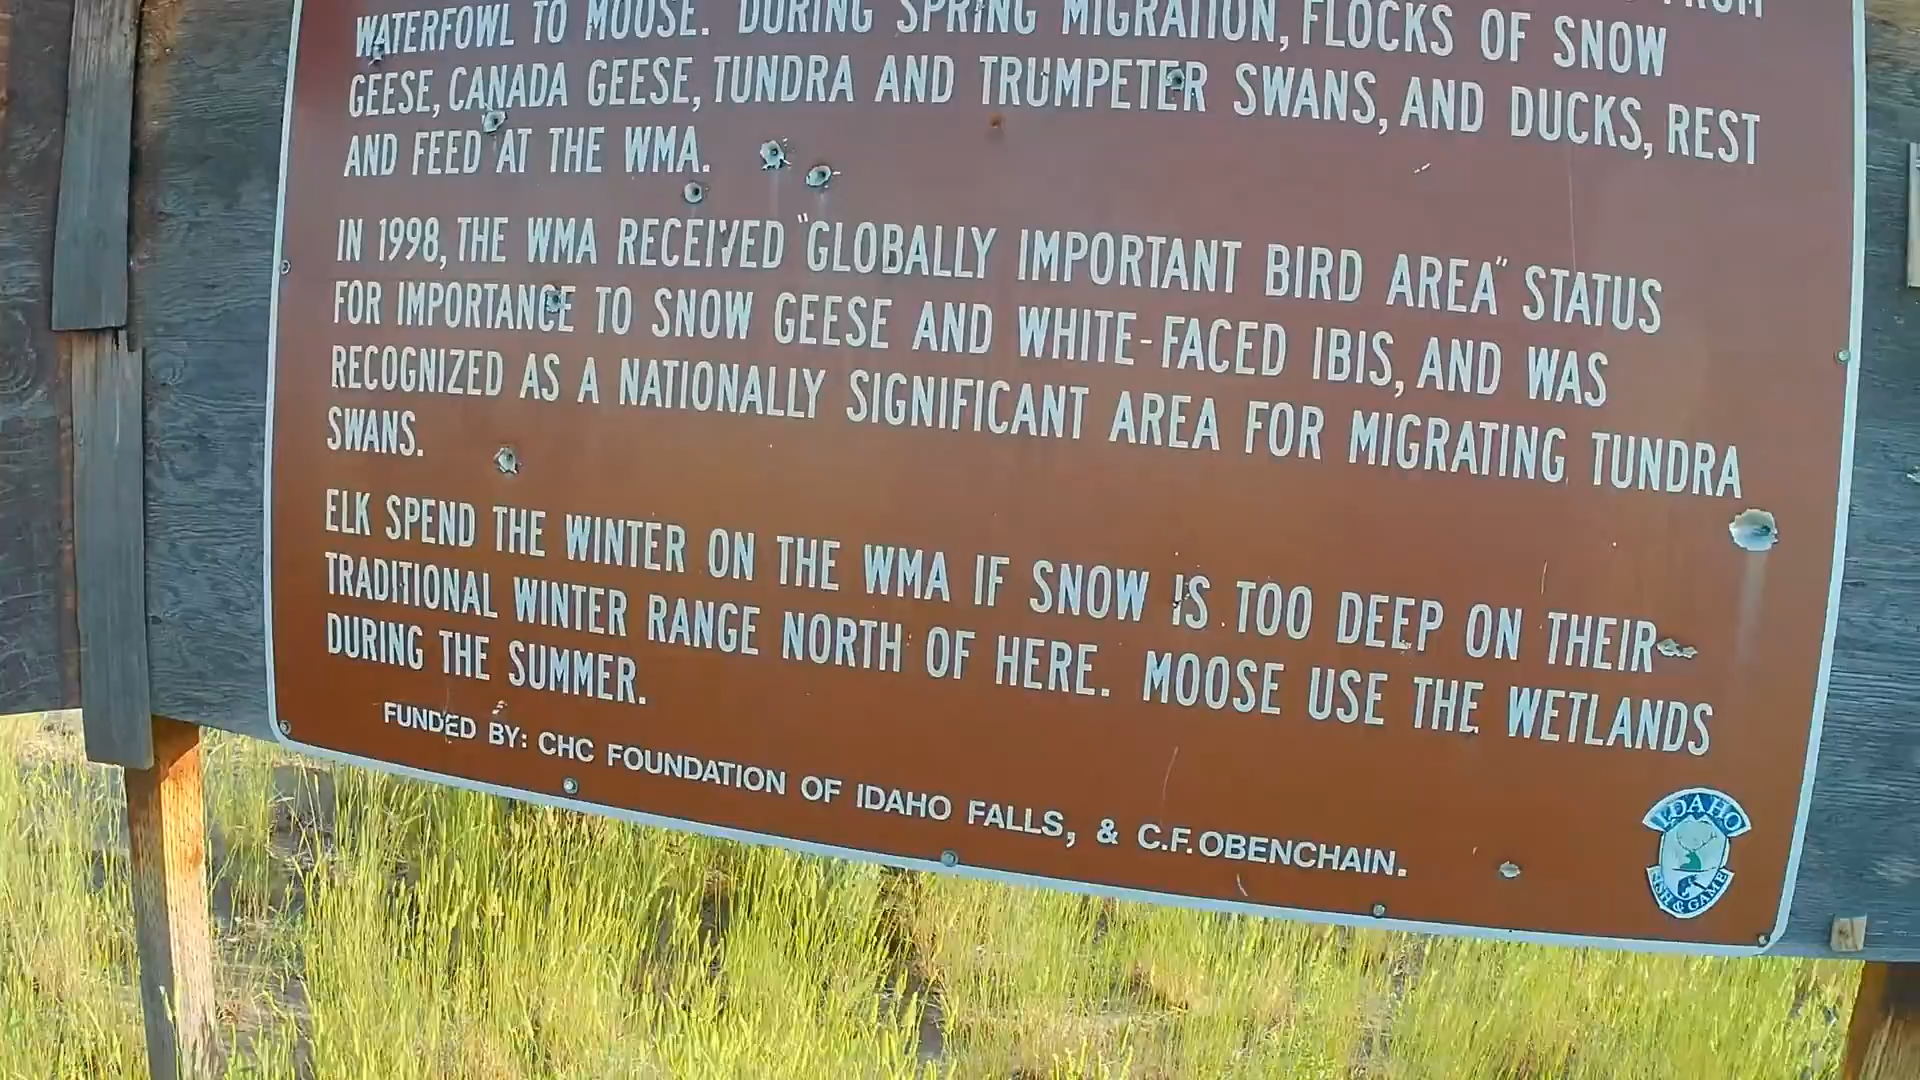 FROM
WATERFOWL TO MOOSE. DURING SPRING MIGRATION, FLOCKS OF SNOW
GEESE, CANADA GEESE, TUNDRA AND TRUMPETER SWANS, AND DUCKS, REST
AND FEED AT THE WMA.
IN 1998, THE WMA RECEIVED "GLOBALLY IMPORTANT BIRD AREA" STATUS
FOR IMPORTANCE TO SNOW GEESE AND WHITE-FACED IBIS, AND WAS
RECOGNIZED AS A NATIONALLY SIGNIFICANT AREA FOR MIGRATING TUNDRA
SWANS.
ELK SPEND THE WINTER ON THE WMA IF SNOW IS TOO DEEP ON THEIR
TRADITIONAL WINTER RANGE NORTH OF HERE. MOOSE USE THE WETLANDS
DURING THE SUMMER.
FUNDED BY: CHC FOUNDATION OF IDAHO FALLS, & C.F. OBENCHAIN.
IDAHO
FISH & GAME